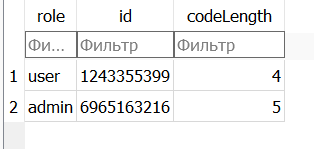 role id codeLength
Фи... Фильтр Фильтр
1 user 1243355399 4
2 admin 6965163216 5